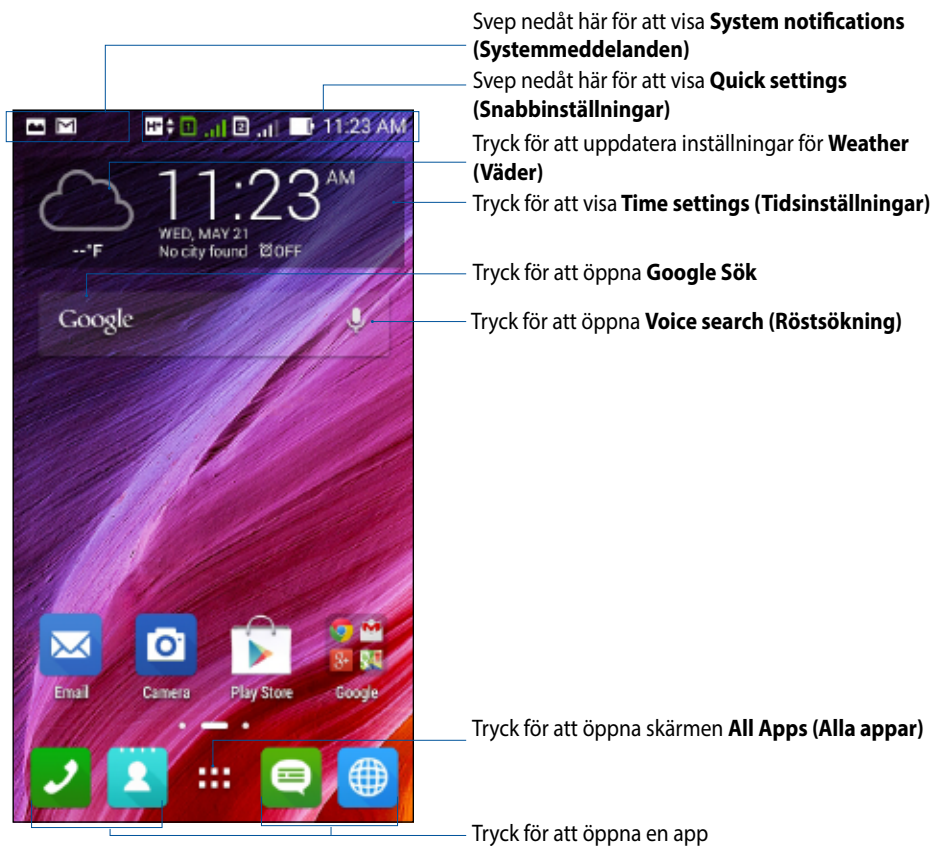 Svep nedåt här för att visa System notifications
(Systemmeddelanden)
Svep nedåt här för att visa Quick settings
(Snabbinställningar)
Tryck för att uppdatera inställningar för Weather
(Väder)
Tryck för att visa Time settings (Tidsinställningar)
Tryck för att öppna Google Sök
Tryck för att öppna Voice search (Röstsökning)
Tryck för att öppna skärmen All Apps (Alla appar)
Tryck för att öppna en app
H+ 1 2 11:23 AM
11:23 AM
WED, MAY 21
--°F No city found OFF
Google
Email Camera Play Store Google